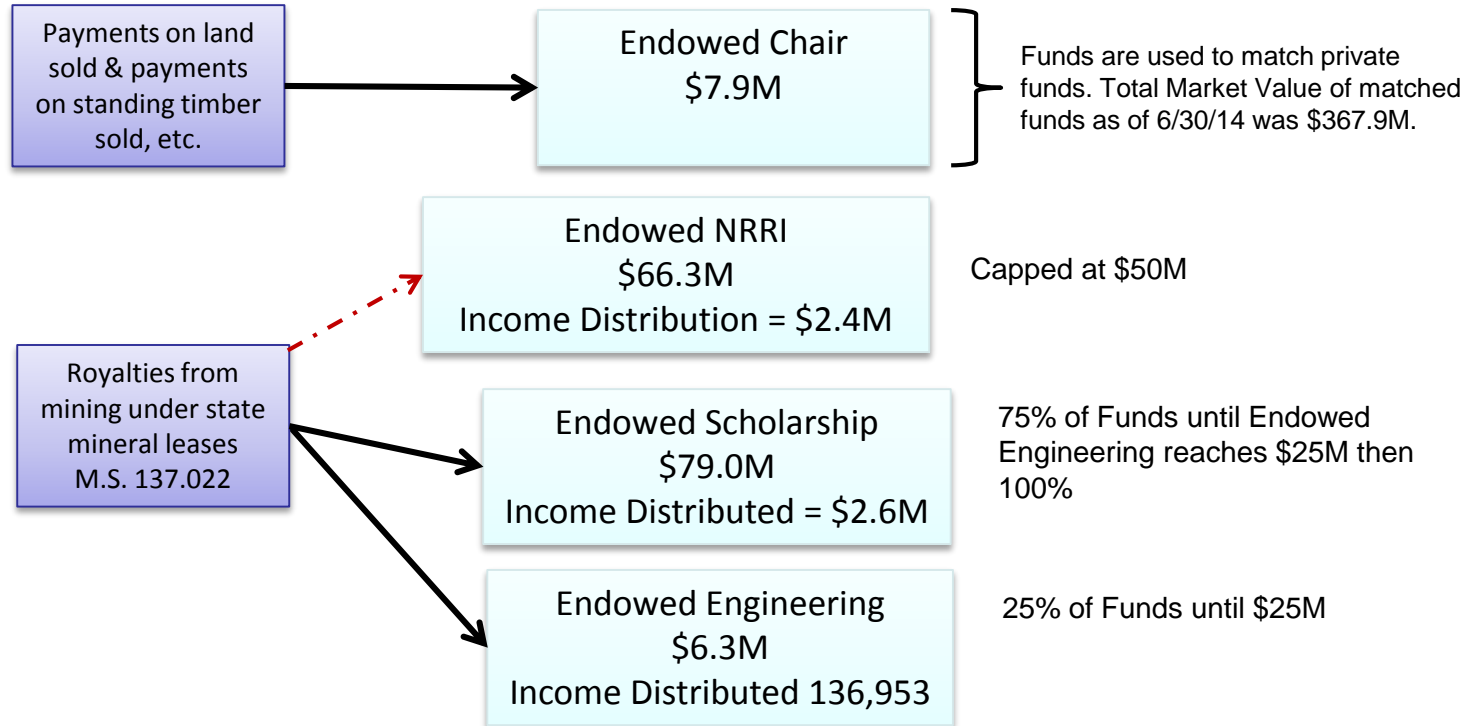 Payments on land
sold & payments
on standing timber
sold, etc.
Endowed Chair
$7.9M
Funds are used to match private
funds. Total Market Value of matched
funds as of 6/30/14 was $367.9M.
Endowed NRRI
$66.3M
Income Distribution = $2.4M
Capped at $50M
Royalties from
mining under state
mineral leases
M.S. 137.022
Endowed Scholarship
$79.0M
Income Distributed = $2.6M
75% of Funds until Endowed
Engineering reaches $25M then
100%
Endowed Engineering
$6.3M
Income Distributed 136,953
25% of Funds until $25M